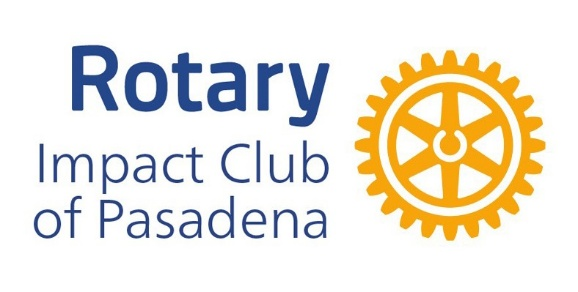 Rotary
Impact Club
of Pasadena